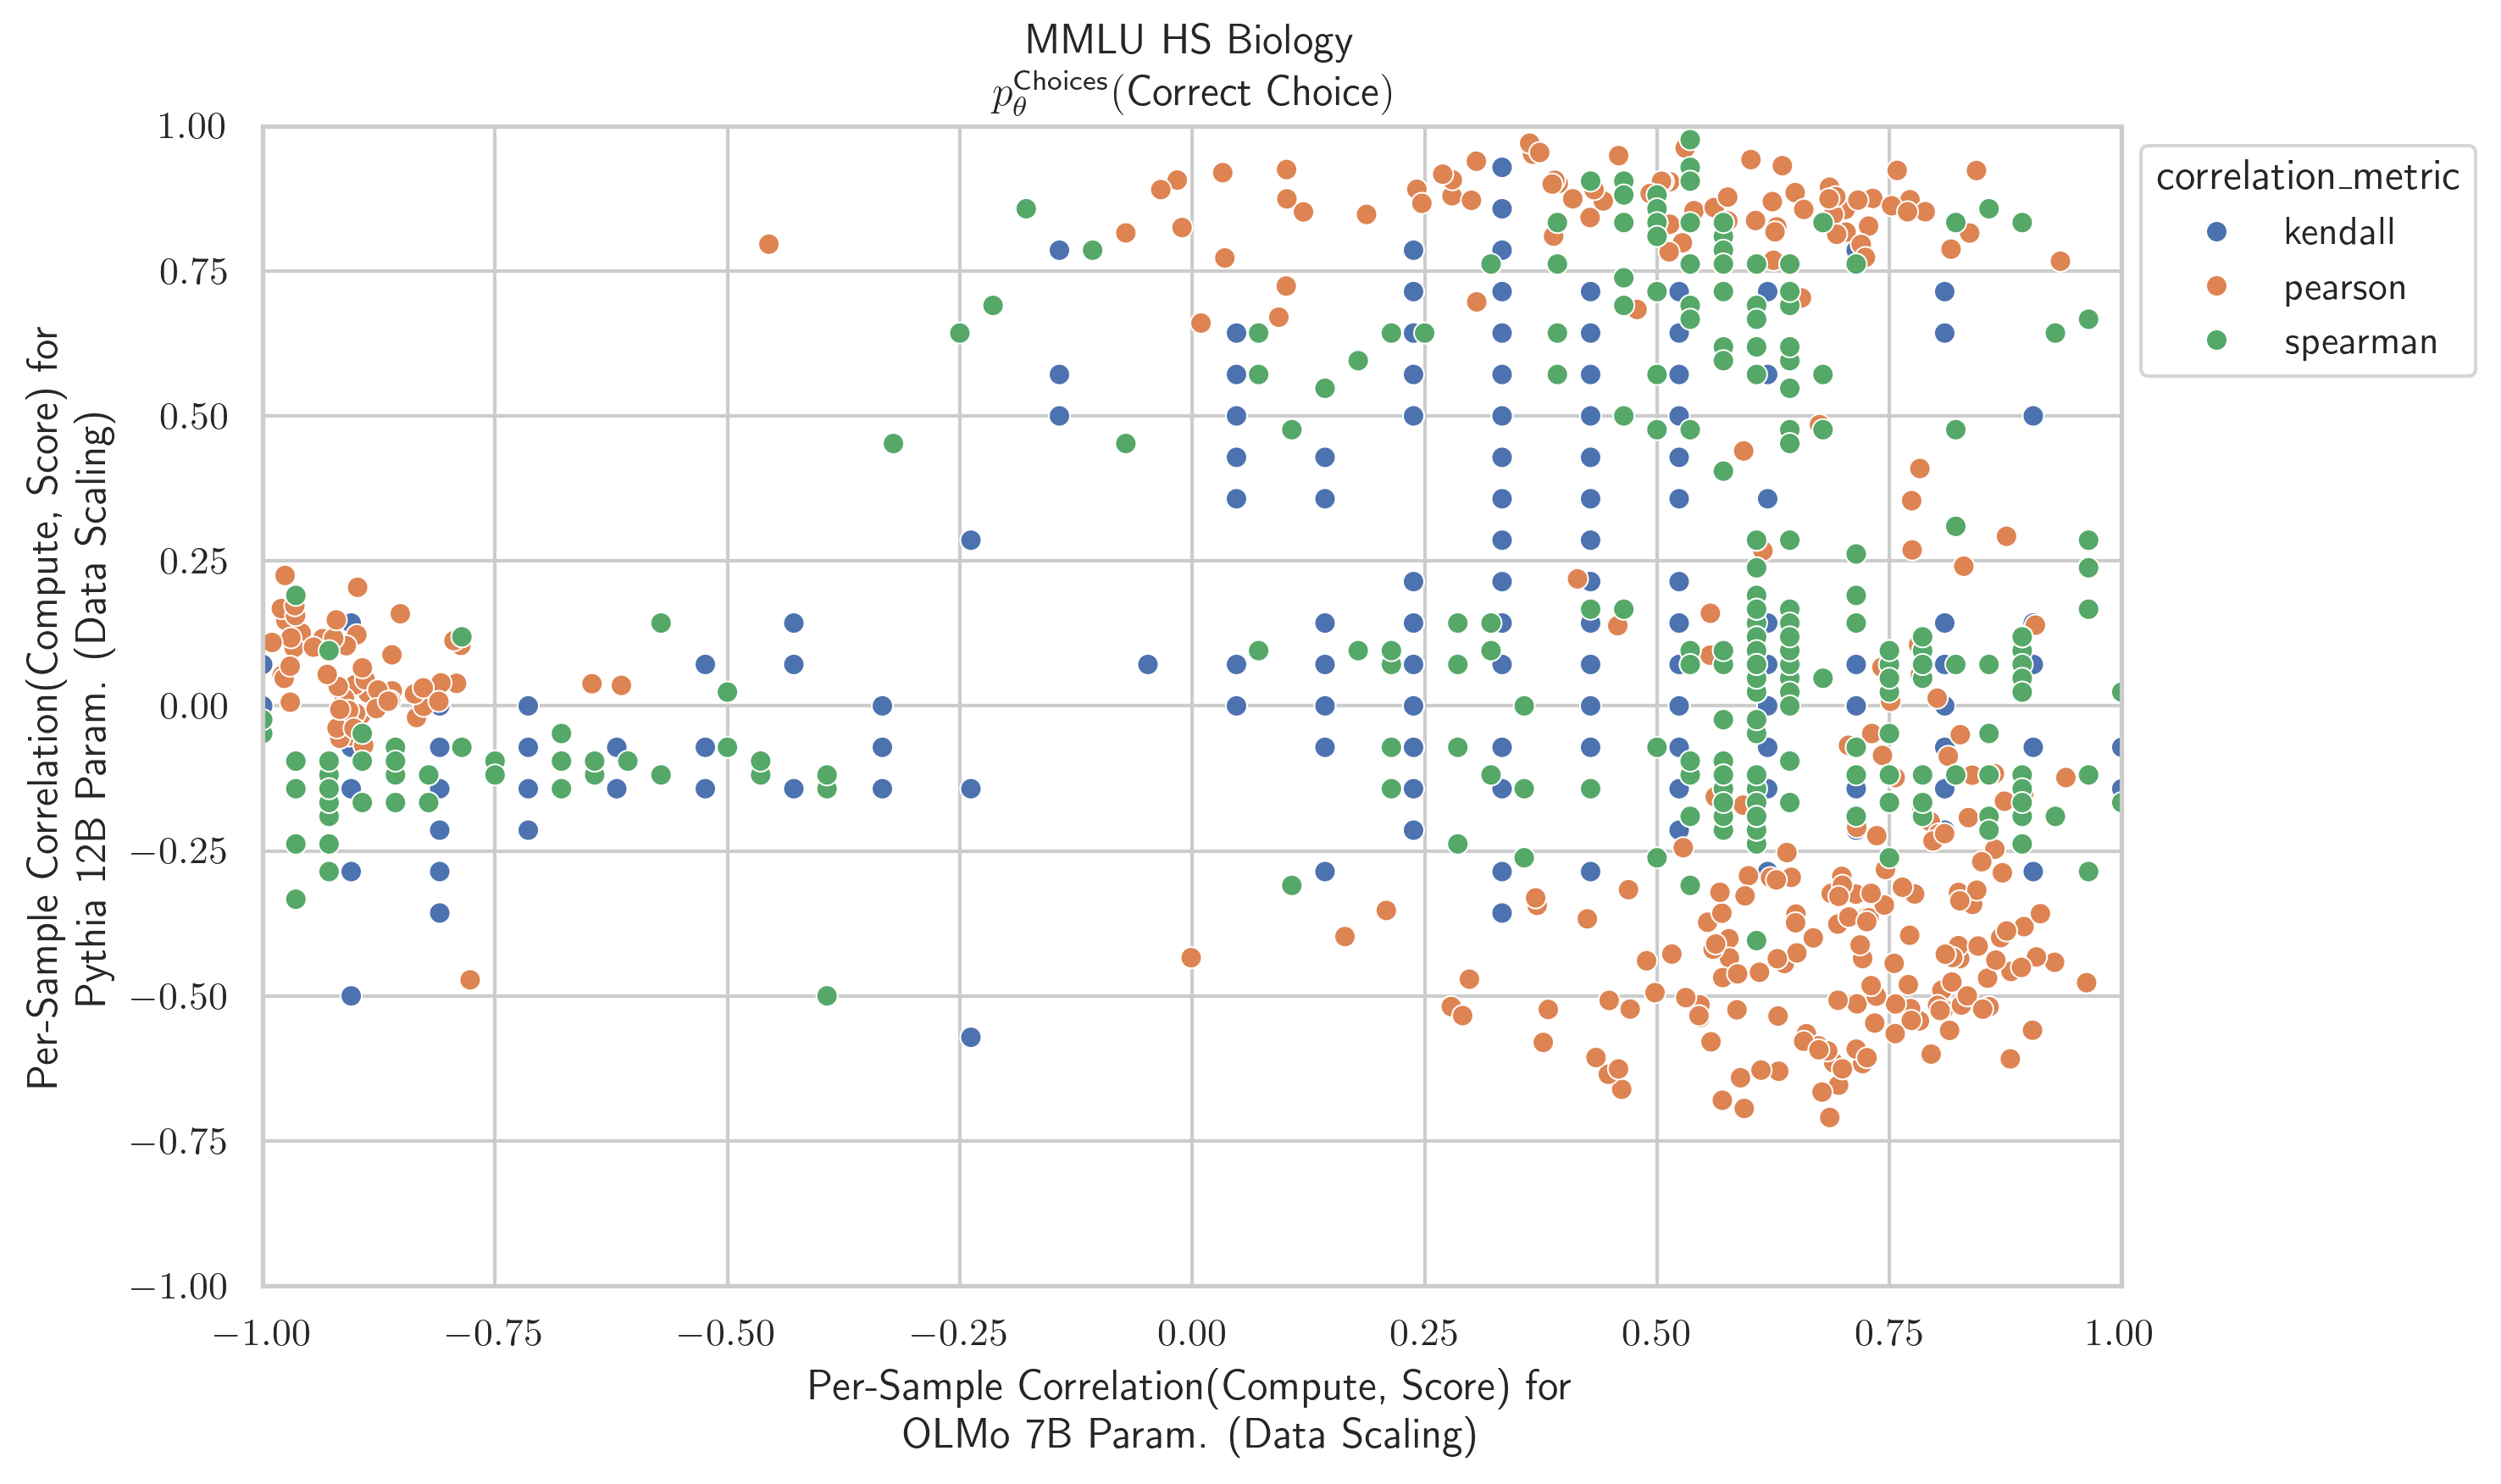 MMLU HS Biology
p_θ^Choices(Correct Choice)
1.00
0.75
0.50
0.25
0.00
−0.25
−0.50
−0.75
−1.00
Per-Sample Correlation(Compute, Score) for
Pythia 12B Param. (Data Scaling)
−1.00 −0.75 −0.50 −0.25 0.00 0.25 0.50 0.75 1.00
Per-Sample Correlation(Compute, Score) for
OLMo 7B Param. (Data Scaling)
correlation_metric
kendall
pearson
spearman